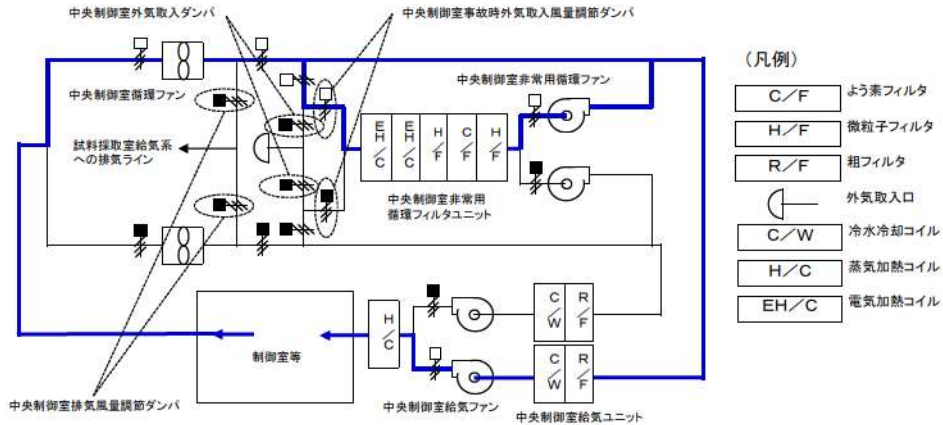 中央制御室外気取入ダンパ
中央制御室事故時外気取入風量調節ダンパ
中央制御室循環ファン
中央制御室非常用循環ファン
試料採取室給気系
への排気ライン
EH/C
EH/C
H/F
C/F
H/F
中央制御室非常用
循環フィルタユニット
制御室等
H/C
C/W
R/F
C/W
R/F
中央制御室排気風量調節ダンパ
中央制御室給気ファン
中央制御室給気ユニット
(凡例)
C/F
よう素フィルタ
H/F
微粒子フィルタ
R/F
粗フィルタ
外気取入口
C/W
冷水冷却コイル
H/C
蒸気加熱コイル
EH/C
電気加熱コイル